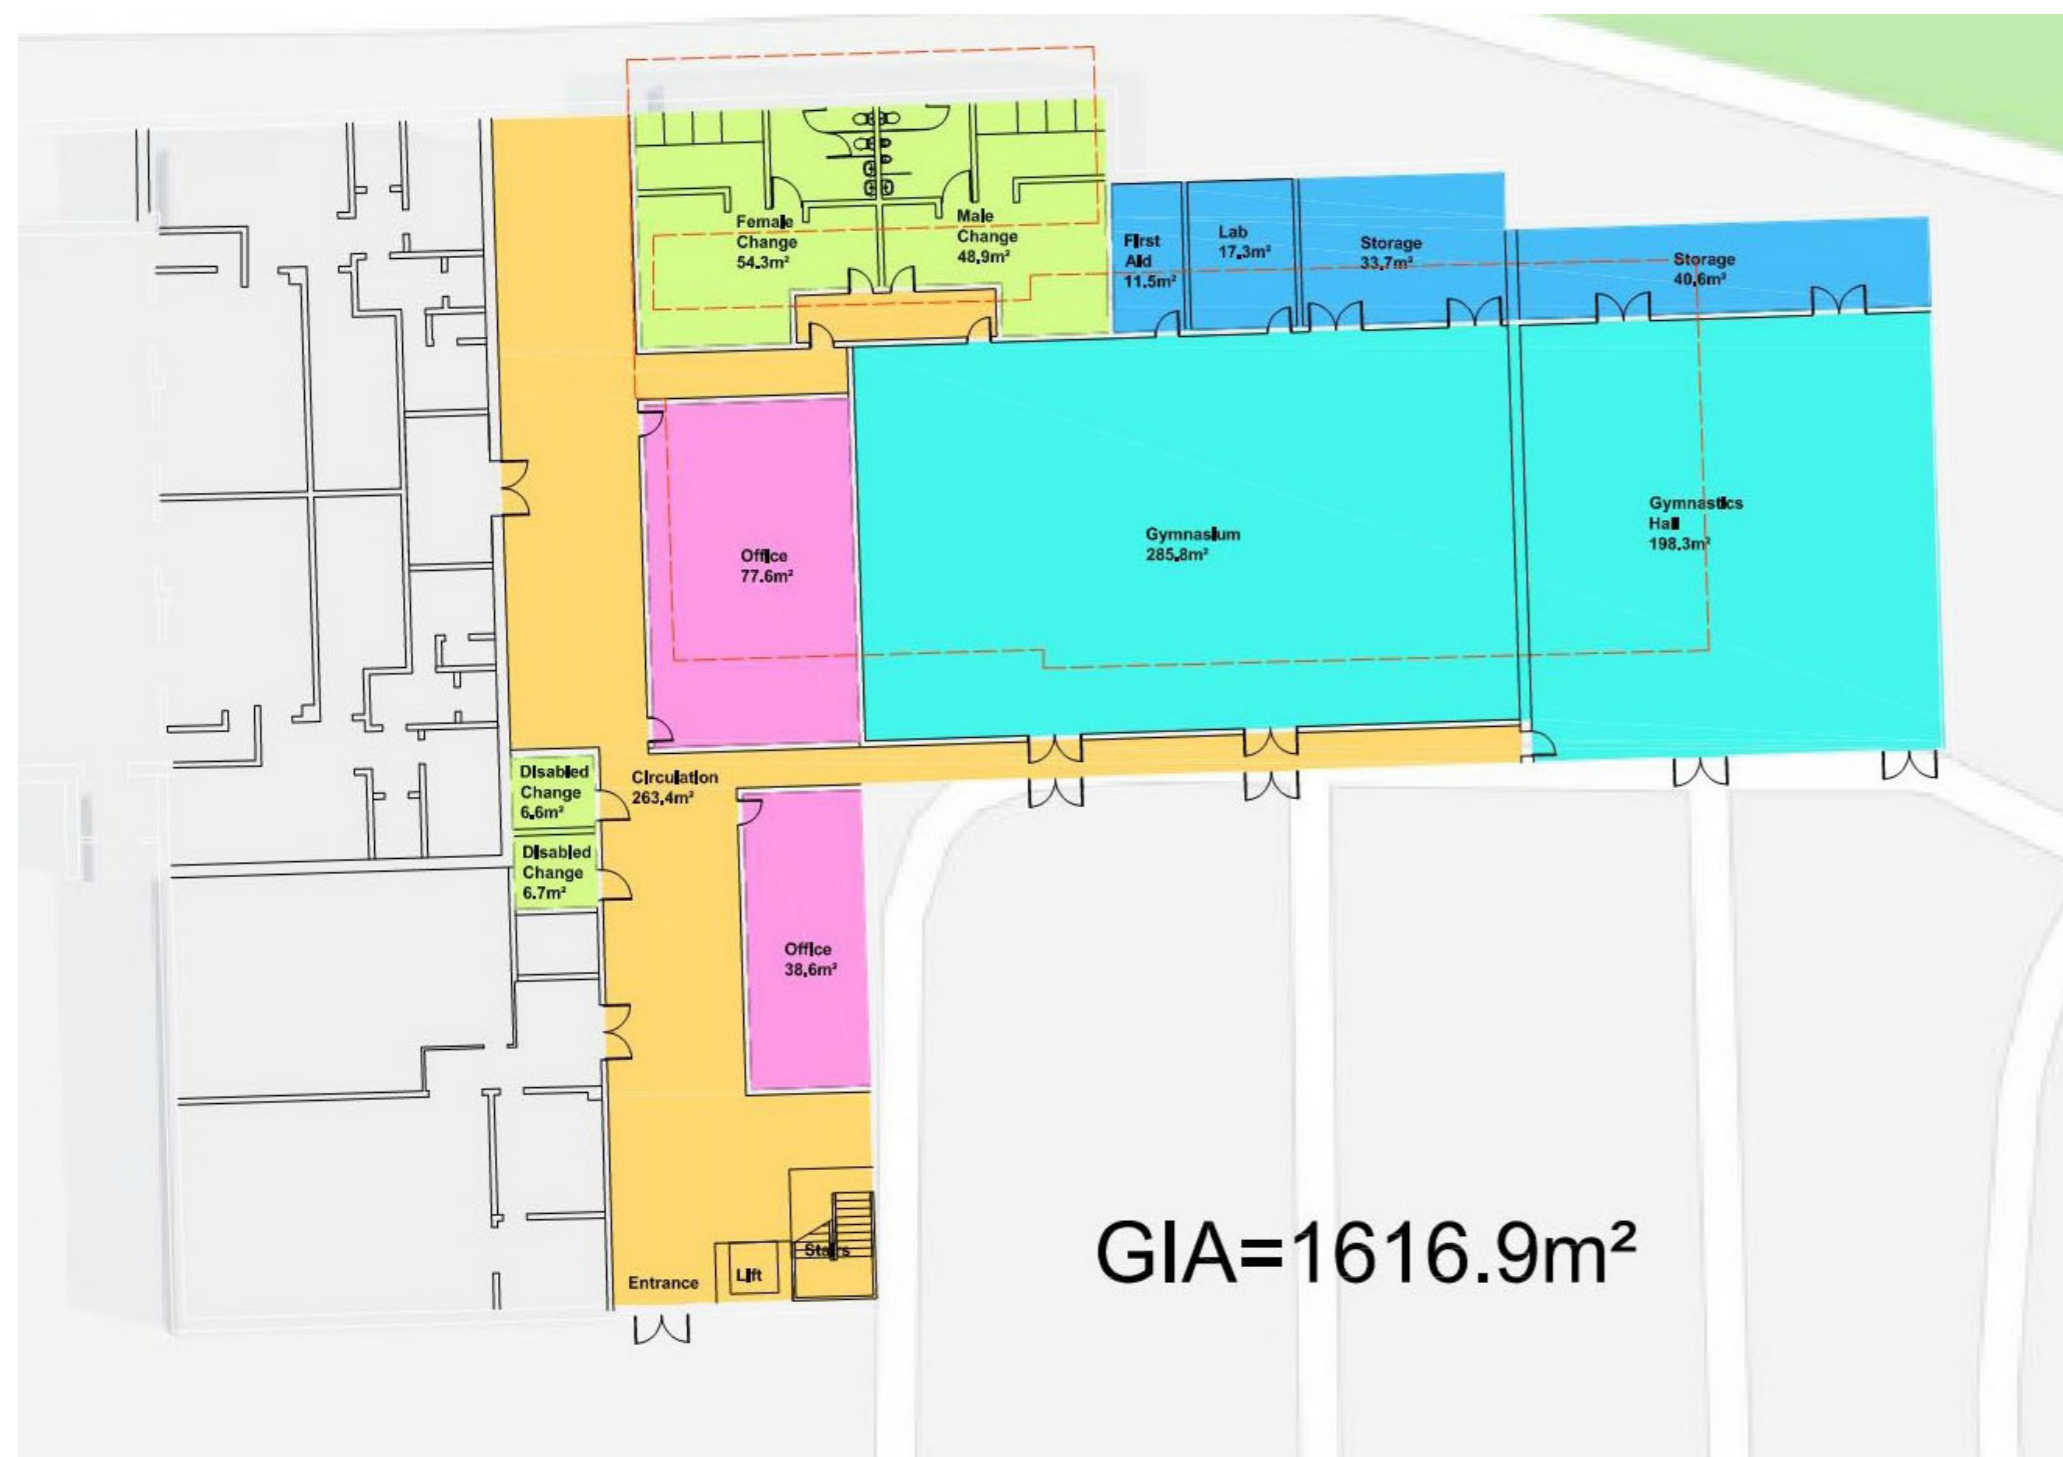 Female
Change
54.3m²
Male
Change
48.9m²
First
Aid
11.5m²
Lab
17.3m²
Storage
33.7m²
Storage
40.6m²
Office
77.6m²
Gymnasium
285.8m²
Gymnastics
Hall
198.3m²
Disabled
Change
6.6m²
Circulation
263.4m²
Disabled
Change
6.7m²
Office
38.6m²
Stairs
Lift
Entrance
GIA=1616.9m²